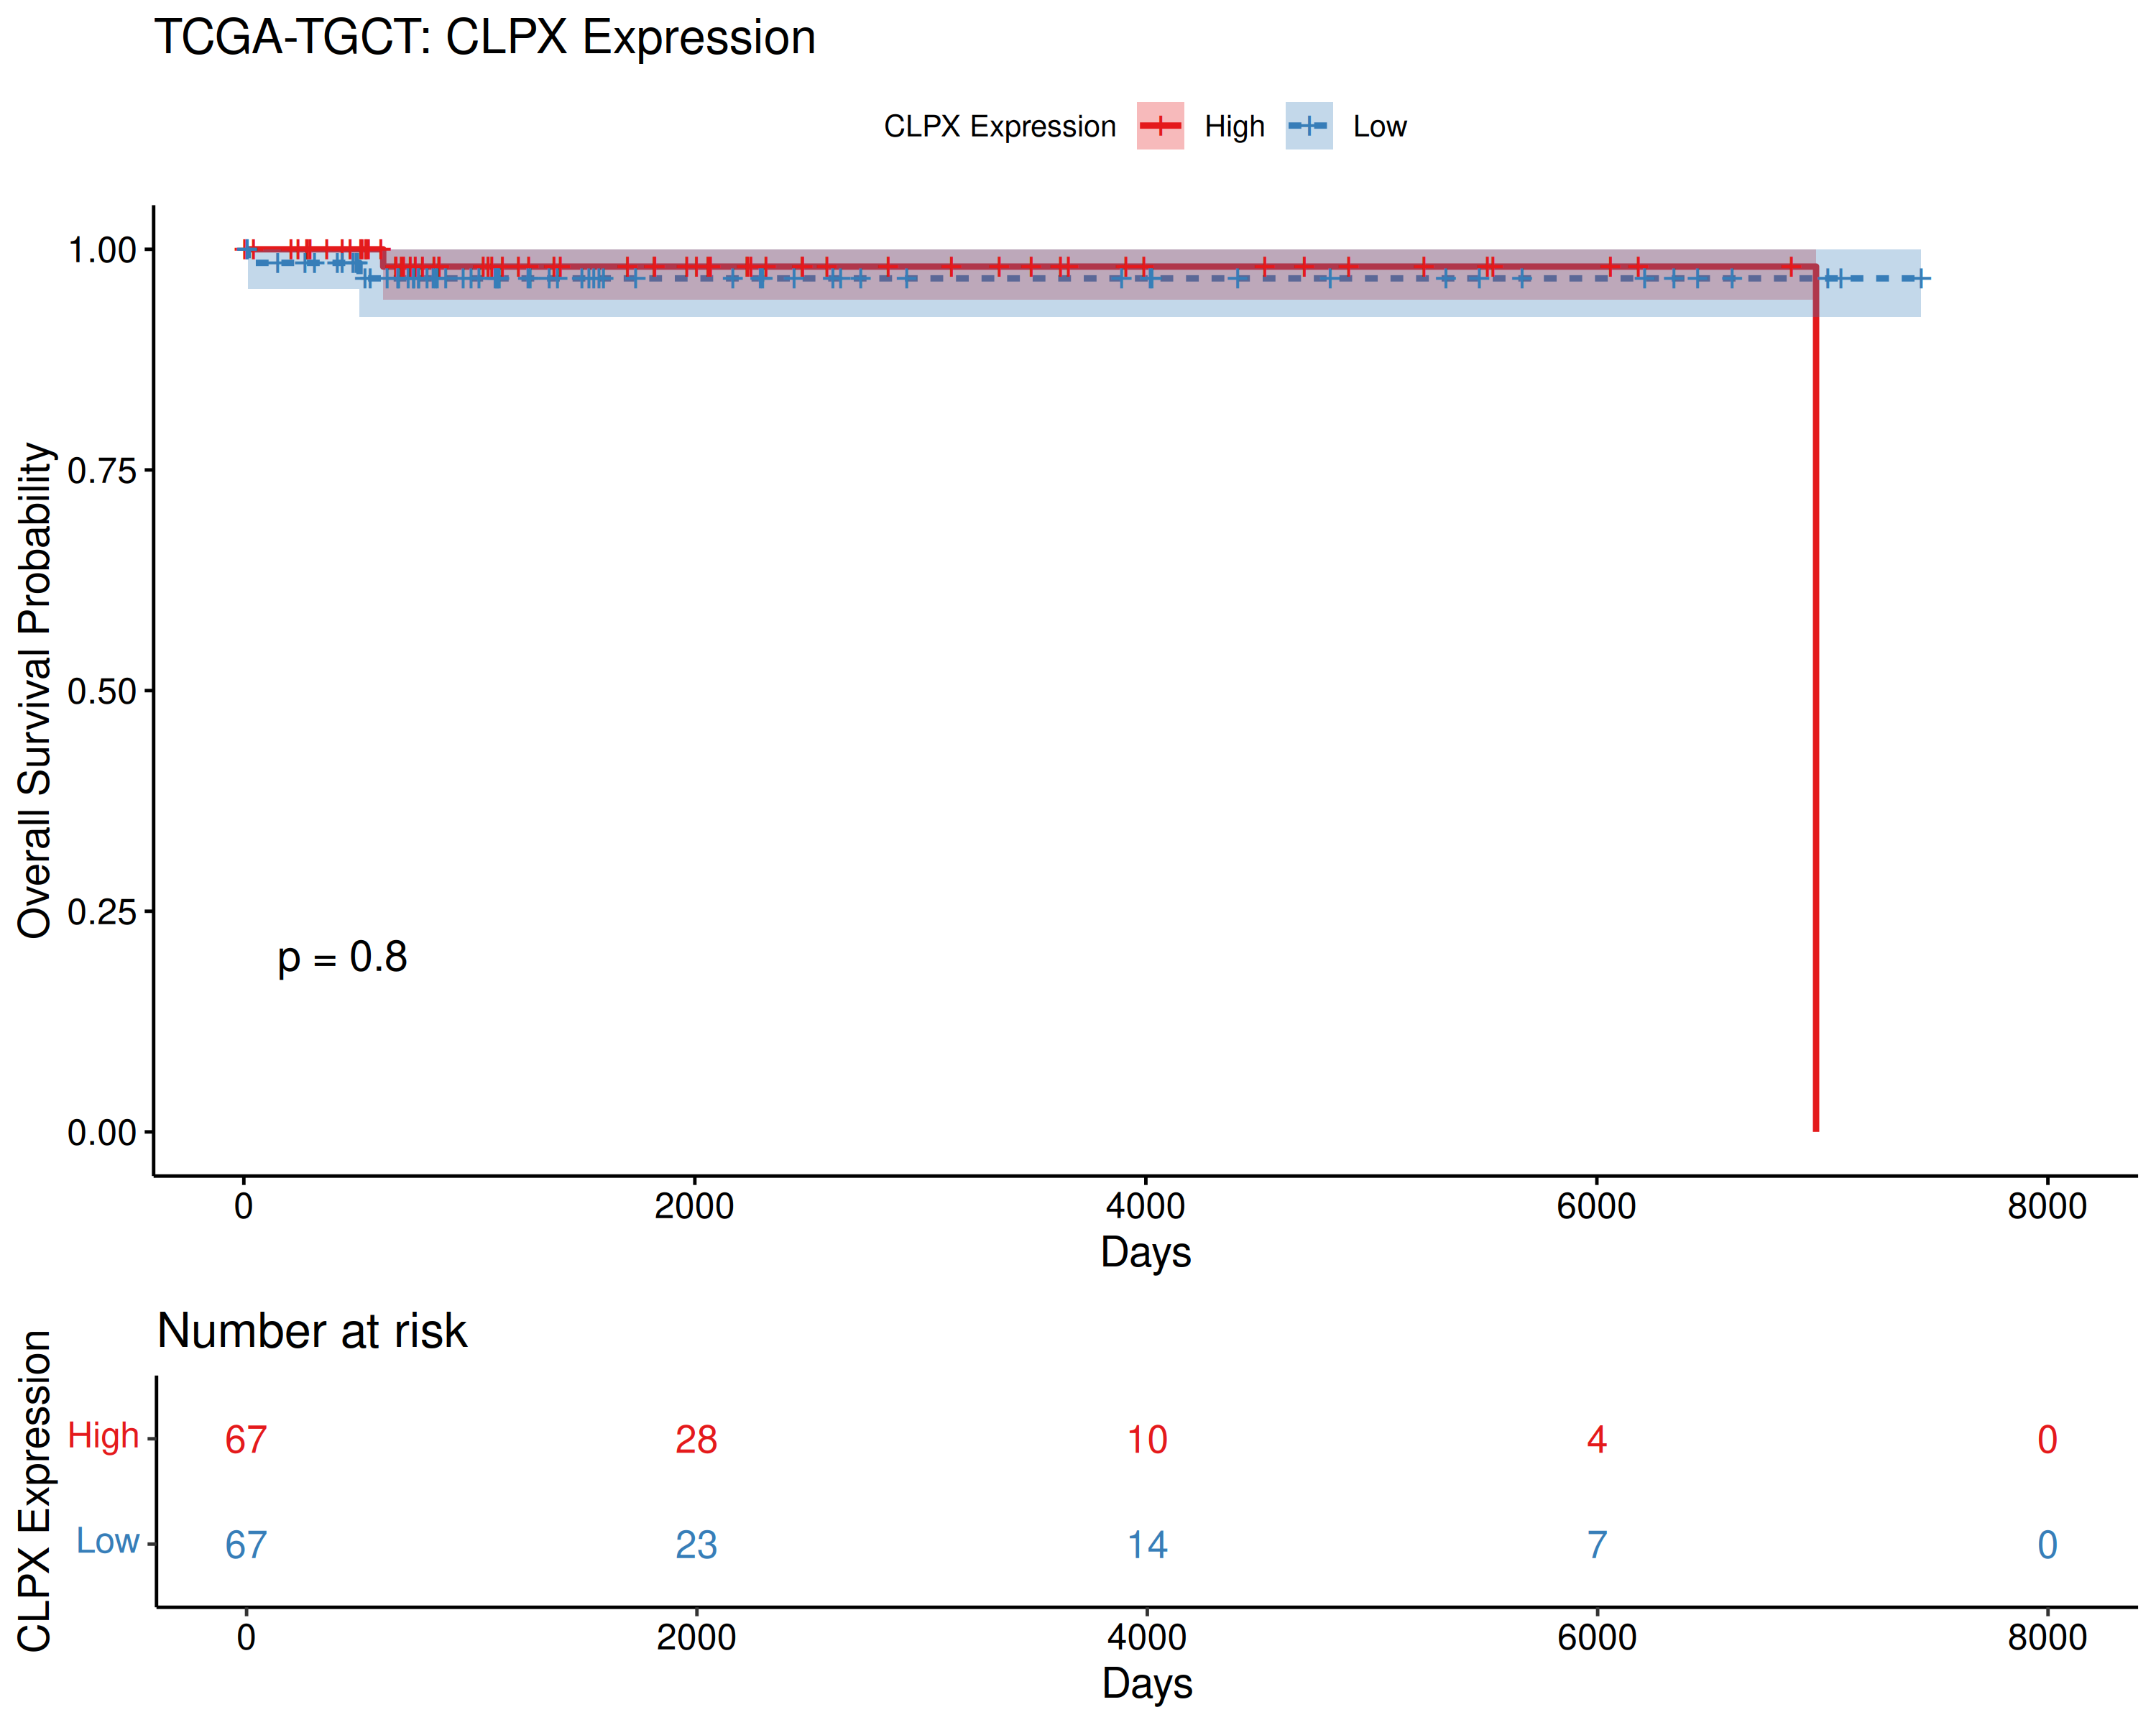 TCGA-TGCT: CLPX Expression
CLPX Expression High Low
Overall Survival Probability
1.00
0.75
0.50
0.25
0.00
p = 0.8
0 2000 4000 6000 8000
Days
Number at risk
CLPX Expression
High 67 28 10 4 0
Low 67 23 14 7 0
0 2000 4000 6000 8000
Days